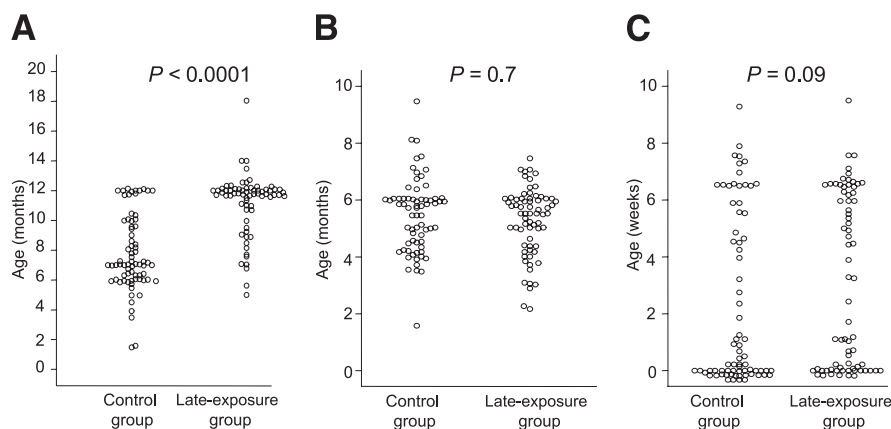 A
B
C
P < 0.0001
P = 0.7
P = 0.09
Age (months)
20
18
16
14
12
10
8
6
4
2
0
Control
group
Late-exposure
group
Age (months)
10
8
6
4
2
0
Control
group
Late-exposure
group
Age (weeks)
10
8
6
4
2
0
Control
group
Late-exposure
group